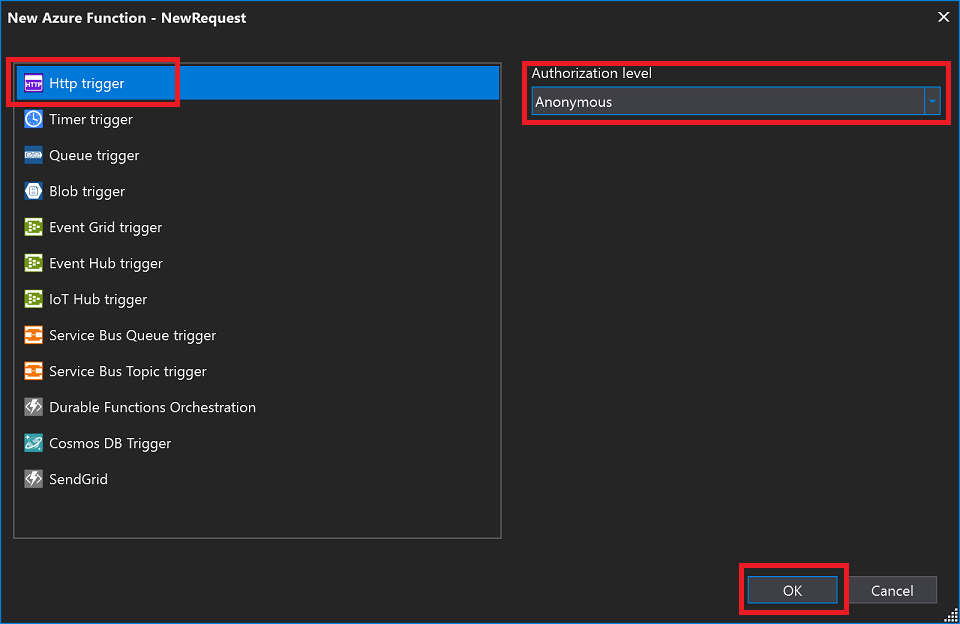 New Azure Function - NewRequest
Http trigger
Timer trigger
Queue trigger
Blob trigger
Event Grid trigger
Event Hub trigger
IoT Hub trigger
Service Bus Queue trigger
Service Bus Topic trigger
Durable Functions Orchestration
Cosmos DB Trigger
SendGrid
Authorization level
Anonymous
OK
Cancel